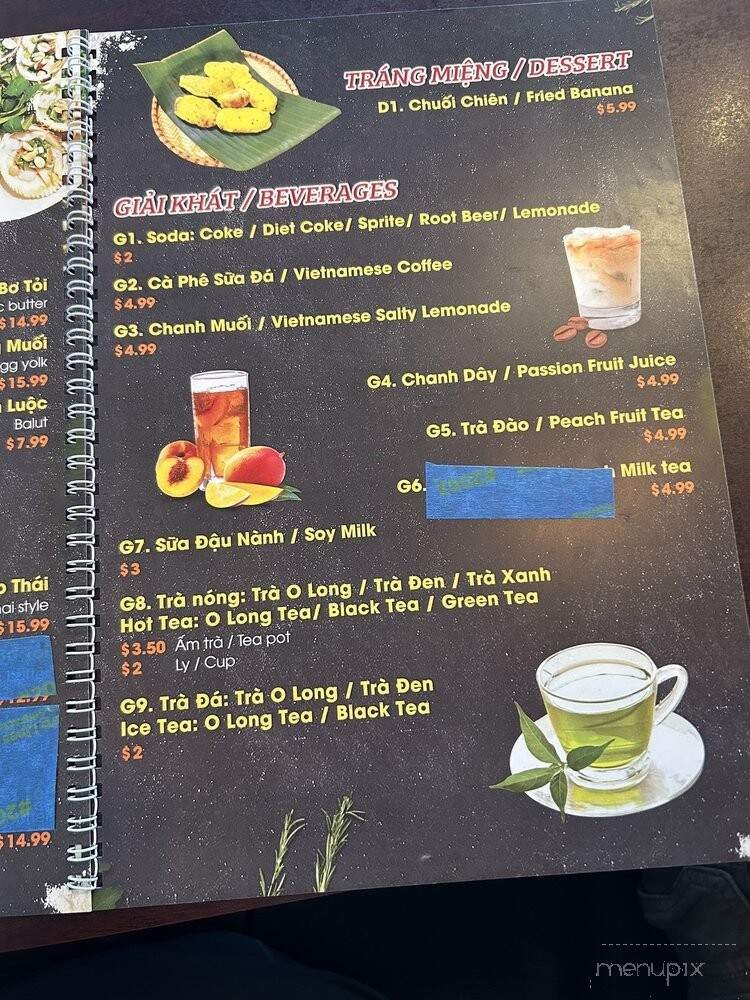 Bơ Tỏi
c butter
$14.99
Muối
gg yolk
$15.99
Luộc
Balut
$7.99
Thái
hai style
$15.99
$14.99
TRÁNG MIỆNG / DESSERT
D1. Chuối Chiên / Fried Banana
$5.99
GIẢI KHÁT / BEVERAGES
G1. Soda: Coke / Diet Coke/ Sprite/ Root Beer/ Lemonade
$2
G2. Cà Phê Sữa Đá / Vietnamese Coffee
$4.99
G3. Chanh Muối / Vietnamese Salty Lemonade
$4.99
G4. Chanh Dây / Passion Fruit Juice
$4.99
G5. Trà Đào / Peach Fruit Tea
$4.99
G6. Milk tea
$4.99
G7. Sữa Đậu Nành / Soy Milk
$3
G8. Trà nóng: Trà O Long / Trà Đen / Trà Xanh
Hot Tea: O Long Tea/ Black Tea / Green Tea
$3.50 Ấm trà / Tea pot
$2 Ly / Cup
G9. Trà Đá: Trà O Long / Trà Đen
Ice Tea: O Long Tea / Black Tea
$2
menupix